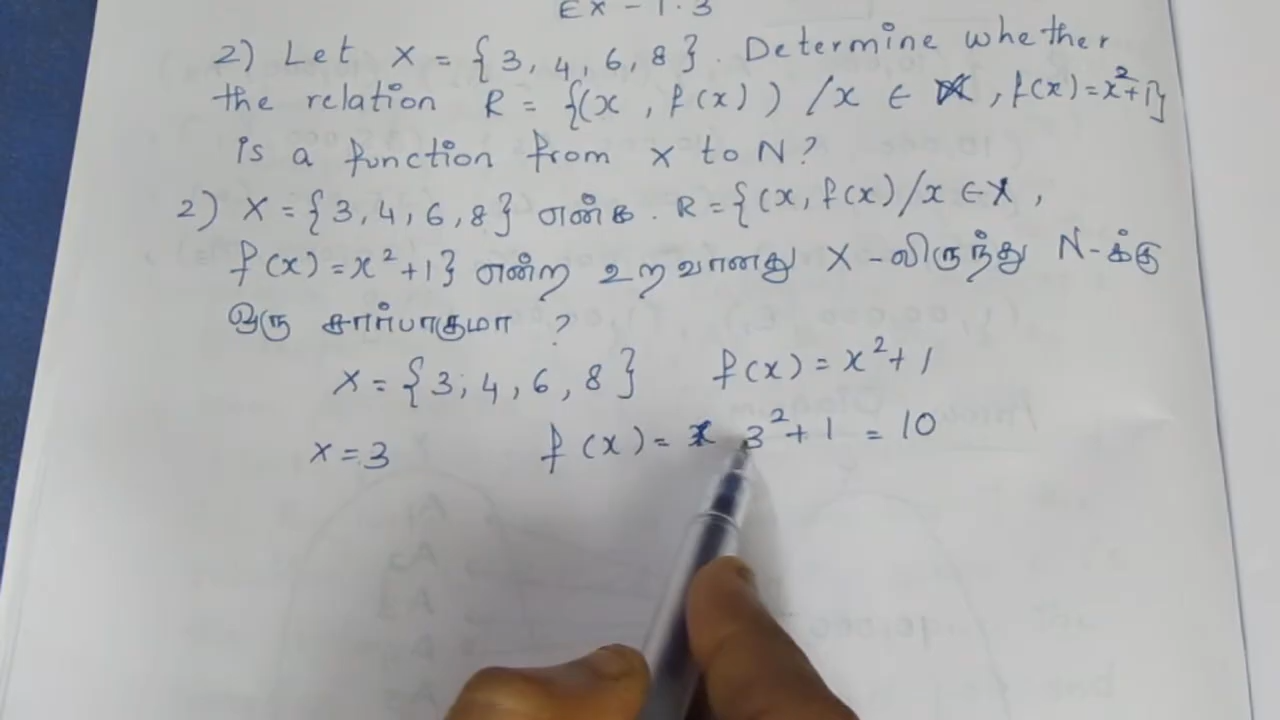 Ex - 1.3
2) Let X = {3, 4, 6, 8}. Determine whether
the relation R = {(x, f(x)) / x ∈ X, f(x) = x²+1}
is a function from X to N?
2) X = {3, 4, 6, 8} என்க. R = {(x, f(x) / x ∈ X,
f(x) = x² + 1} என்ற உறவானது X - லிருந்து N - க்கு
ஒரு சார்பாகுமா ?
X = {3, 4, 6, 8} f(x) = x² + 1
x = 3 f(x) = 3² + 1 = 10